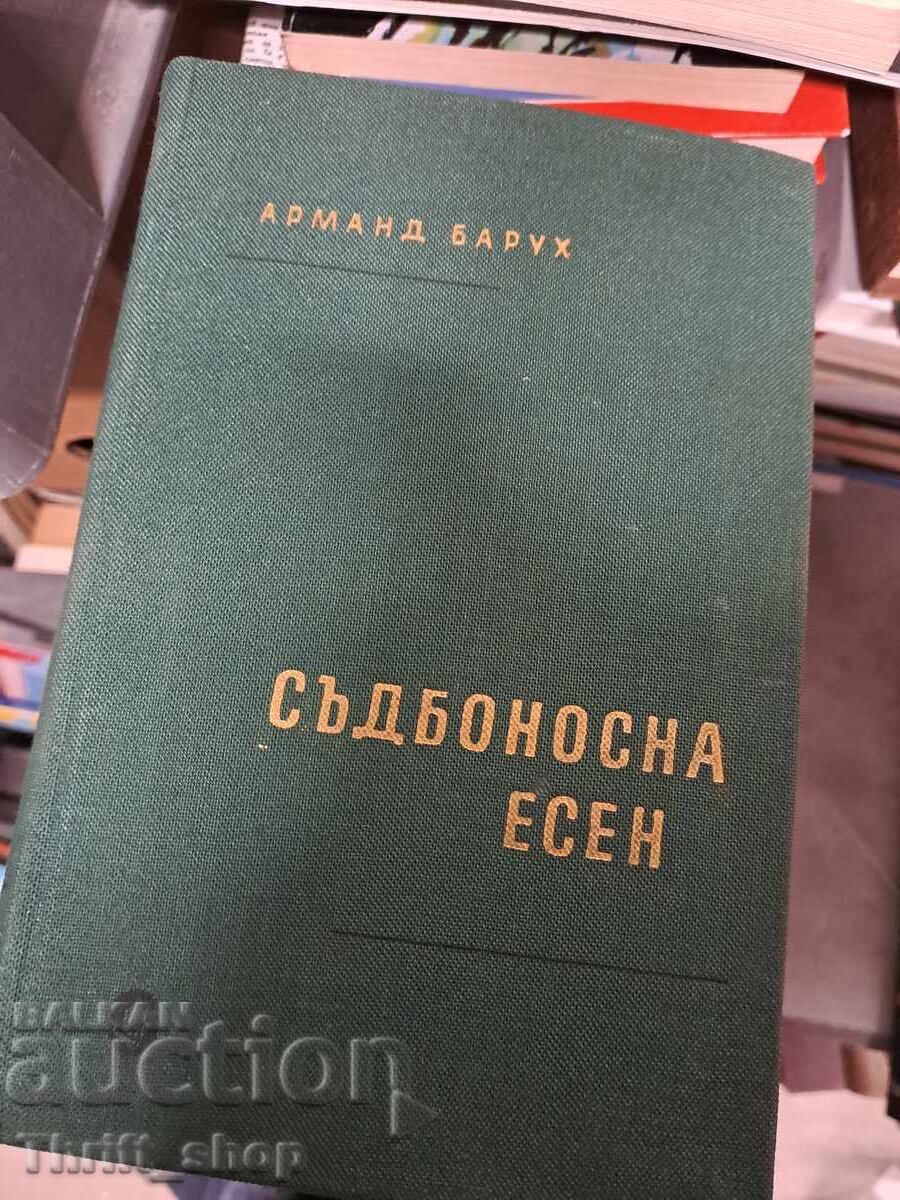 АРМАНД БАРУХ
СЪДБОНОСНА
ЕСЕН
BALKAN
auction
Thrift_shop